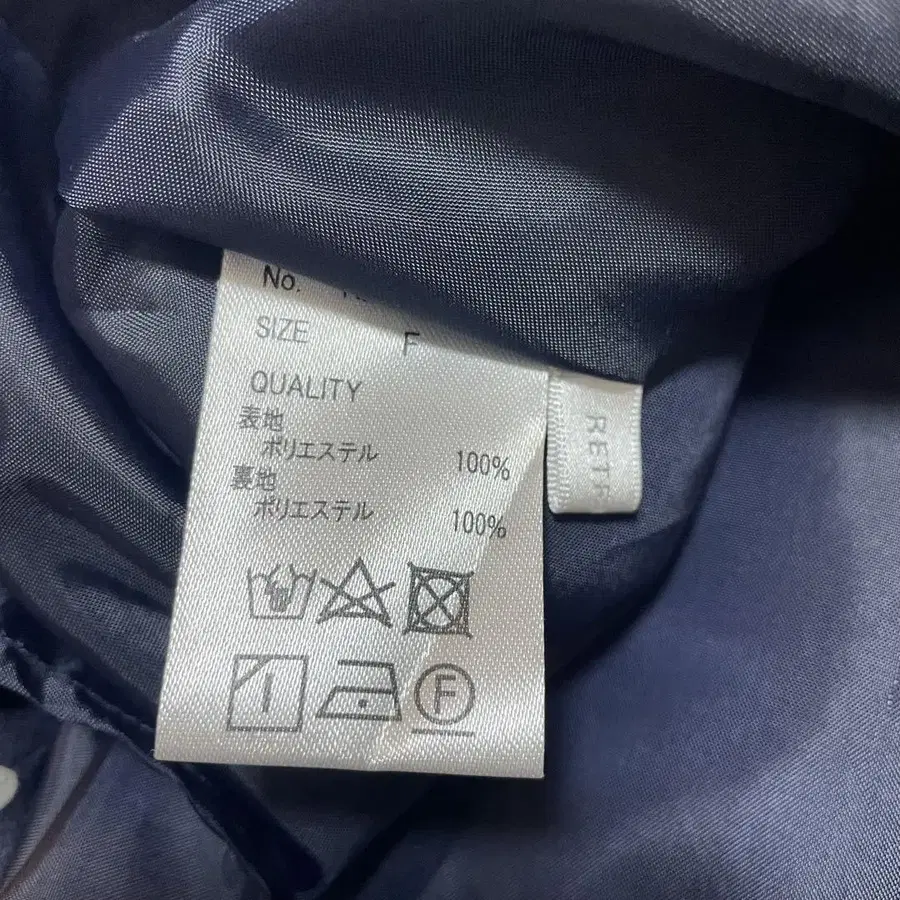 No.
SIZE F
QUALITY
表地
ポリエステル 100%
裏地
ポリエステル 100%
F